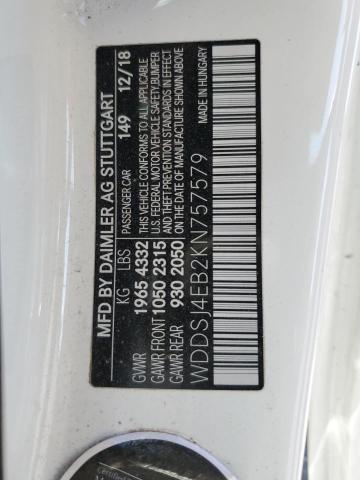 MFD BY DAIMLER AG STUTTGART
PASSENGER CAR 149 12/18
KG LBS
GVWR 1965 4332
GAWR FRONT 1050 2315
GAWR REAR 930 2050
THIS VEHICLE CONFORMS TO ALL APPLICABLE
U.S. FEDERAL MOTOR VEHICLE SAFETY, BUMPER
AND THEFT PREVENTION STANDARDS IN EFFECT
ON THE DATE OF MANUFACTURE SHOWN ABOVE
MADE IN HUNGARY
WDDSJ4EB2KN757579
Certified